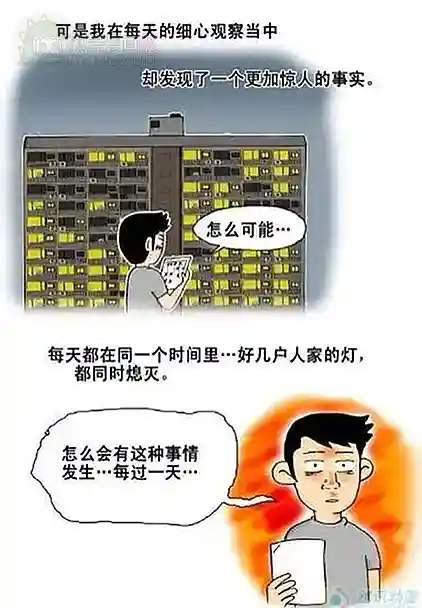 可是我在每天的细心观察当中
却发现了一个更加惊人的事实。
怎么可能…
每天都在同一个时间里…好几户人家的灯，
都同时熄灭。
怎么会有这种事情
发生…每过一天…